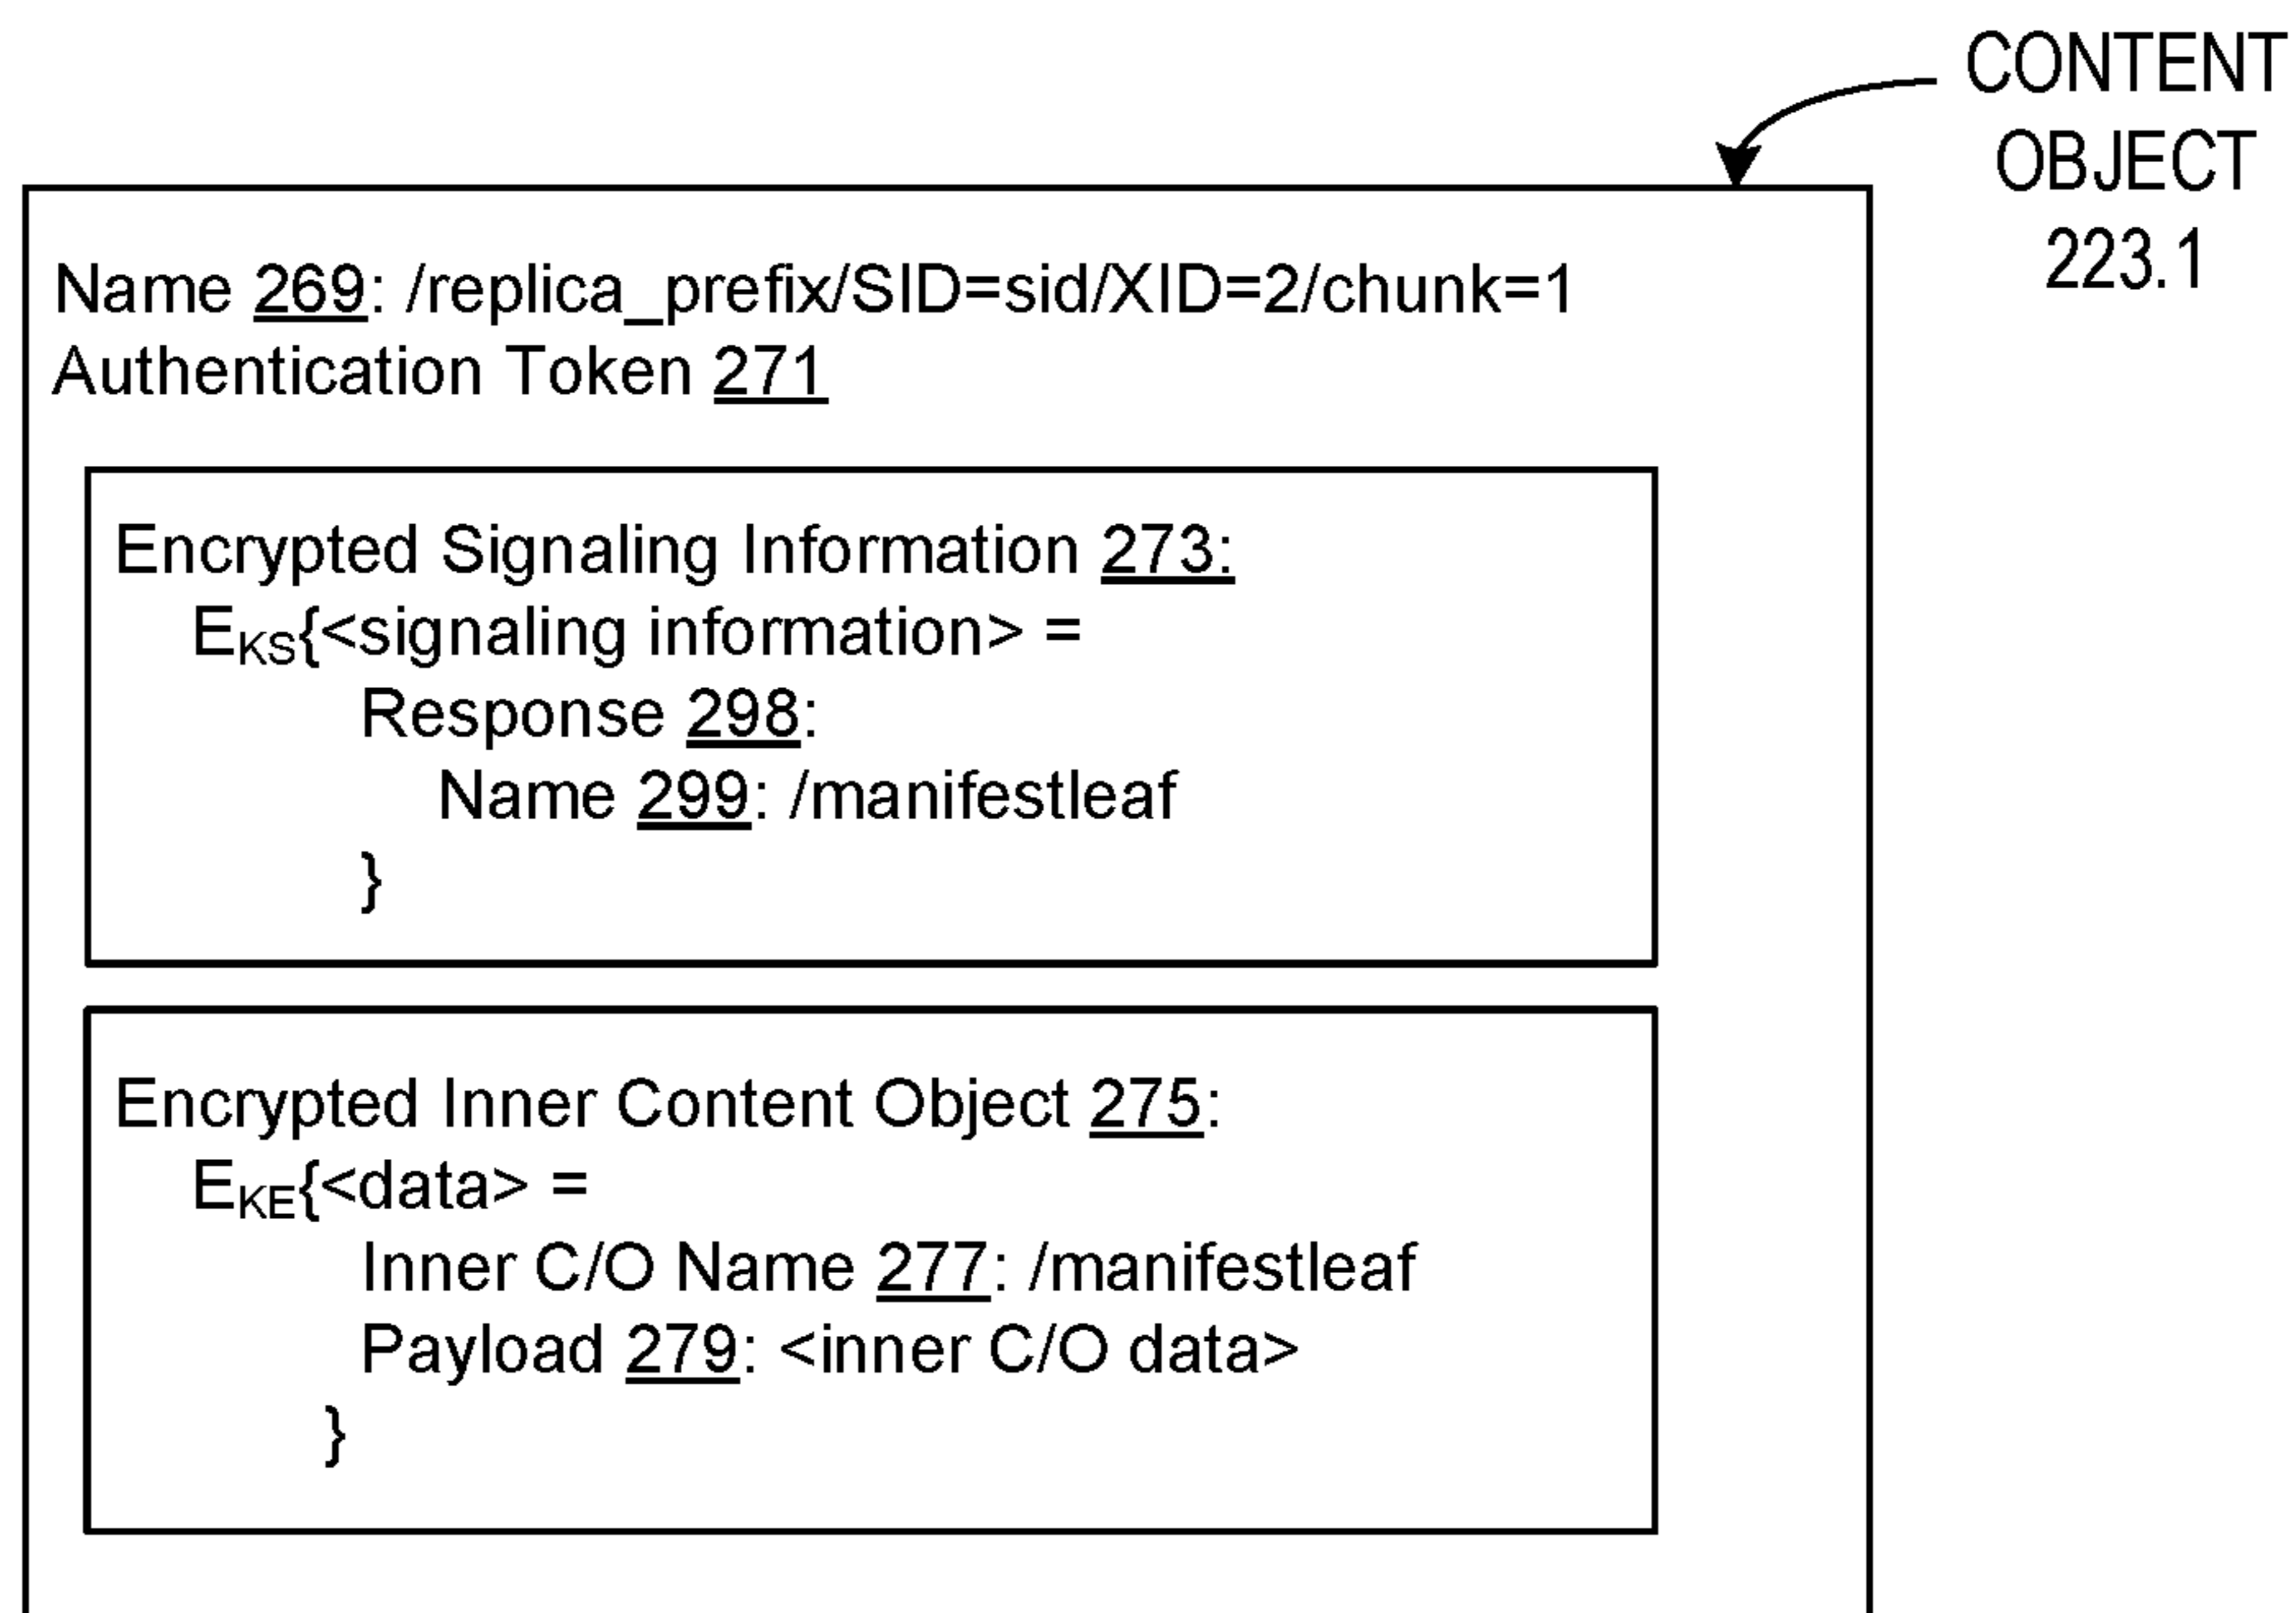 CONTENT
OBJECT
223.1
Name 269: /replica_prefix/SID=sid/XID=2/chunk=1
Authentication Token 271
Encrypted Signaling Information 273:
EKS{<signaling information> =
Response 298:
Name 299: /manifestleaf
}
Encrypted Inner Content Object 275:
EKE{<data> =
Inner C/O Name 277: /manifestleaf
Payload 279: <inner C/O data>
}